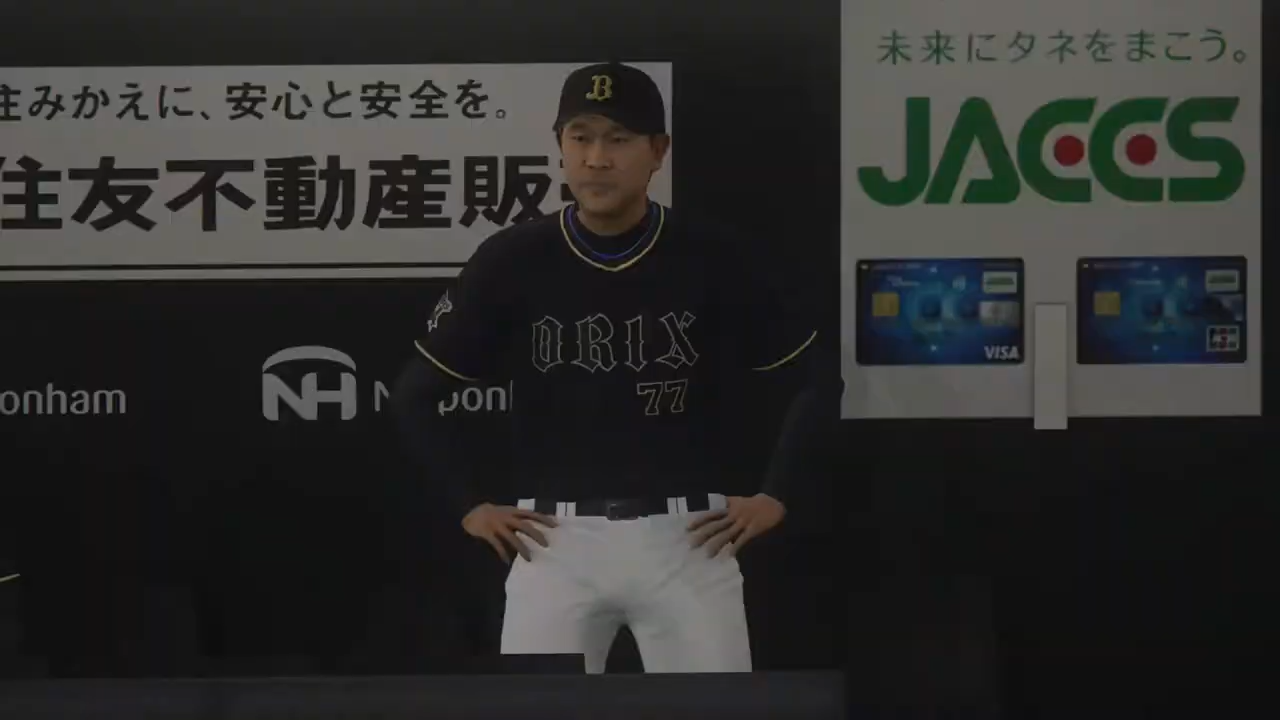 住みかえに、安心と安全を。
住友不動産販
onham
NH
B
ORIX
77
未来にタネをまこう。
JACCS
VISA